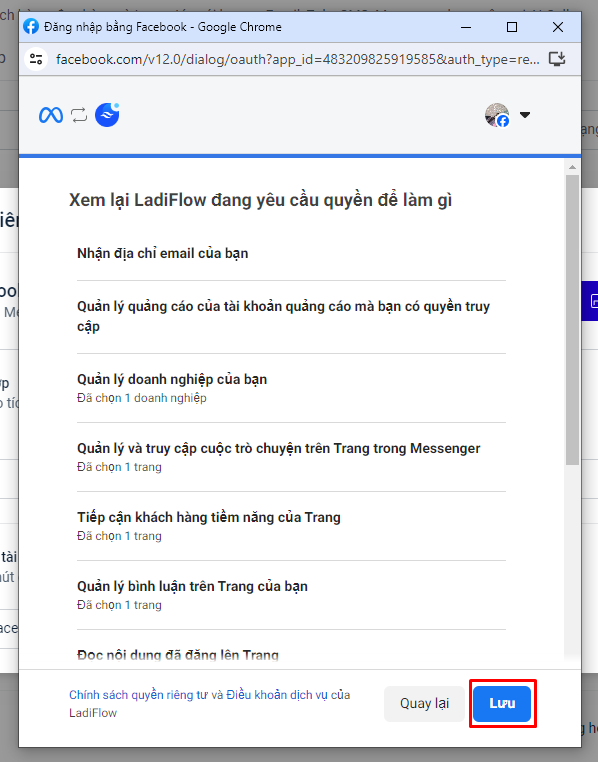 Đăng nhập bằng Facebook - Google Chrome
facebook.com/v12.0/dialog/oauth?app_id=483209825919585&auth_type=re...
Xem lại LadiFlow đang yêu cầu quyền để làm gì
Nhận địa chỉ email của bạn
Quản lý quảng cáo của tài khoản quảng cáo mà bạn có quyền truy
cập
Quản lý doanh nghiệp của bạn
Đã chọn 1 doanh nghiệp
Quản lý và truy cập cuộc trò chuyện trên Trang trong Messenger
Đã chọn 1 trang
Tiếp cận khách hàng tiềm năng của Trang
Đã chọn 1 trang
Quản lý bình luận trên Trang của bạn
Đã chọn 1 trang
Đọc nội dung đã đăng lên Trang
Chính sách quyền riêng tư và Điều khoản dịch vụ của
LadiFlow
Quay lại
Lưu